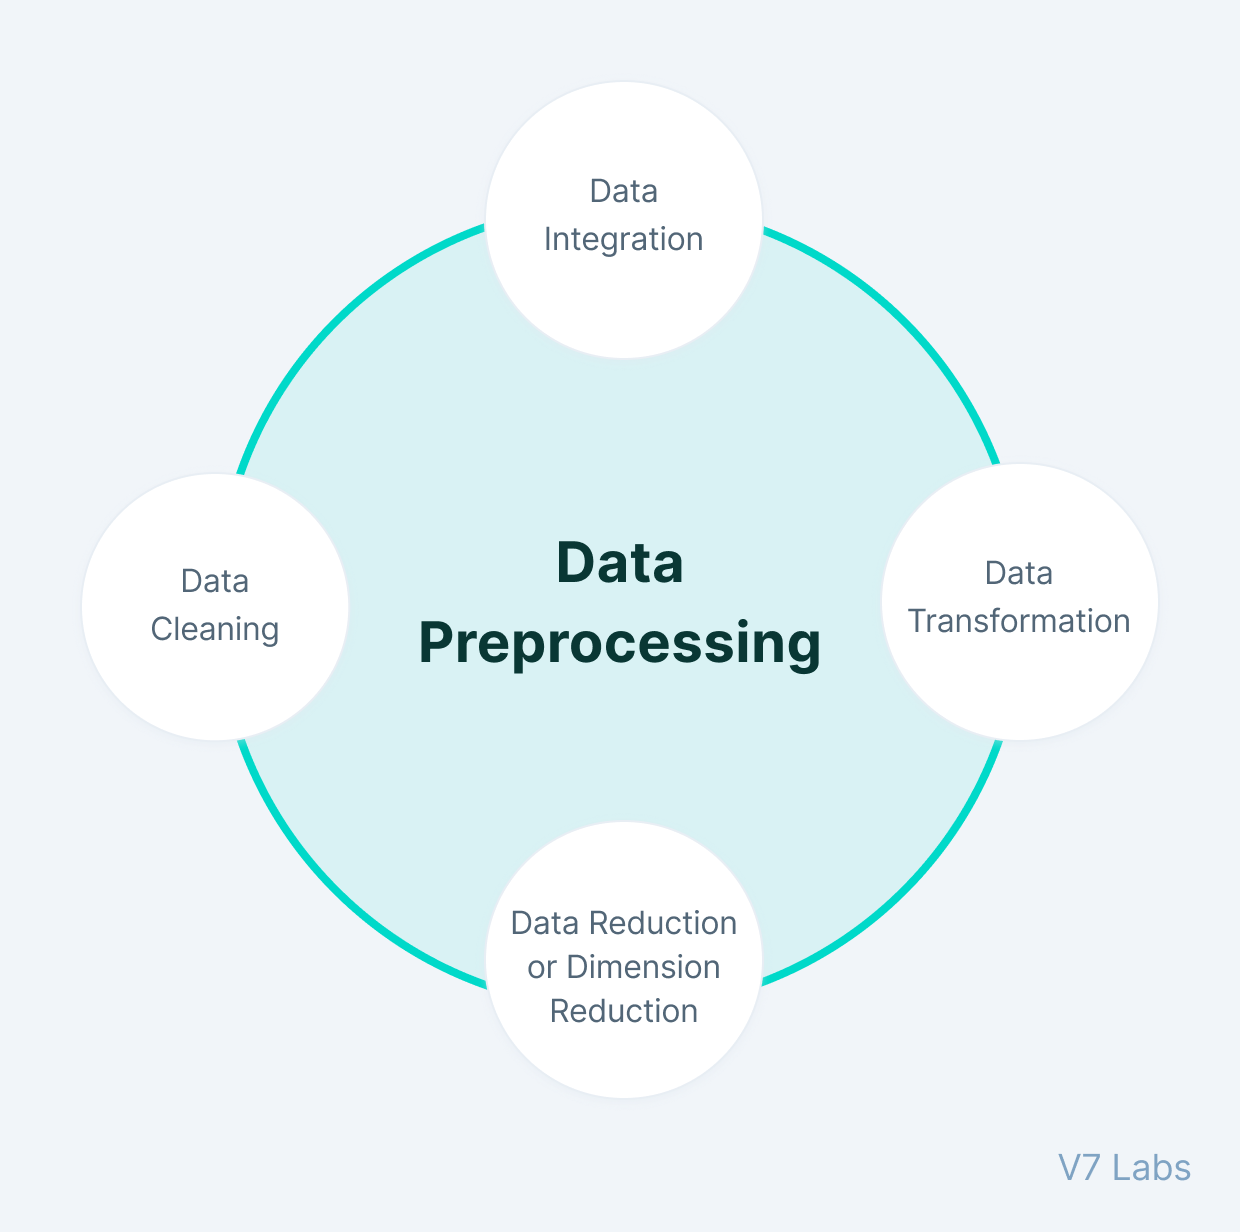 Data
Integration
Data
Cleaning
Data
Preprocessing
Data
Transformation
Data Reduction
or Dimension
Reduction
V7 Labs